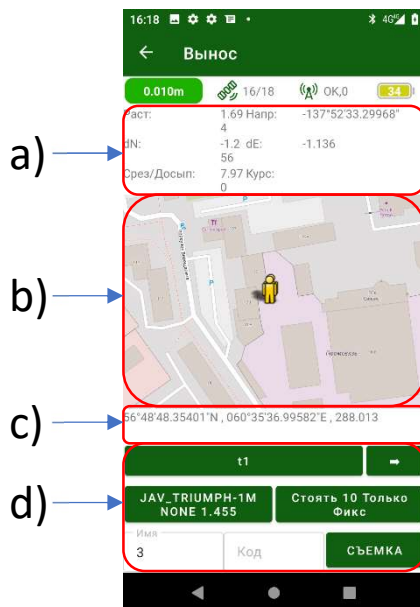 16:18 4G
Вынос
0.010m 16/18 OK,0 34
a)
Раст: 1.69 Напр: -137°52'33.29968"
4
dN: -1.2 dE: -1.136
56
Срез/Досып: 7.97 Курс:
0
b)
c)
56°48'48.35401"N , 060°35'36.99582"E , 288.013
d)
t1
JAV_TRIUMPH-1M
NONE 1.455
Стоять 10 Только
Фикс
Имя
3 Код СЪЕМКА